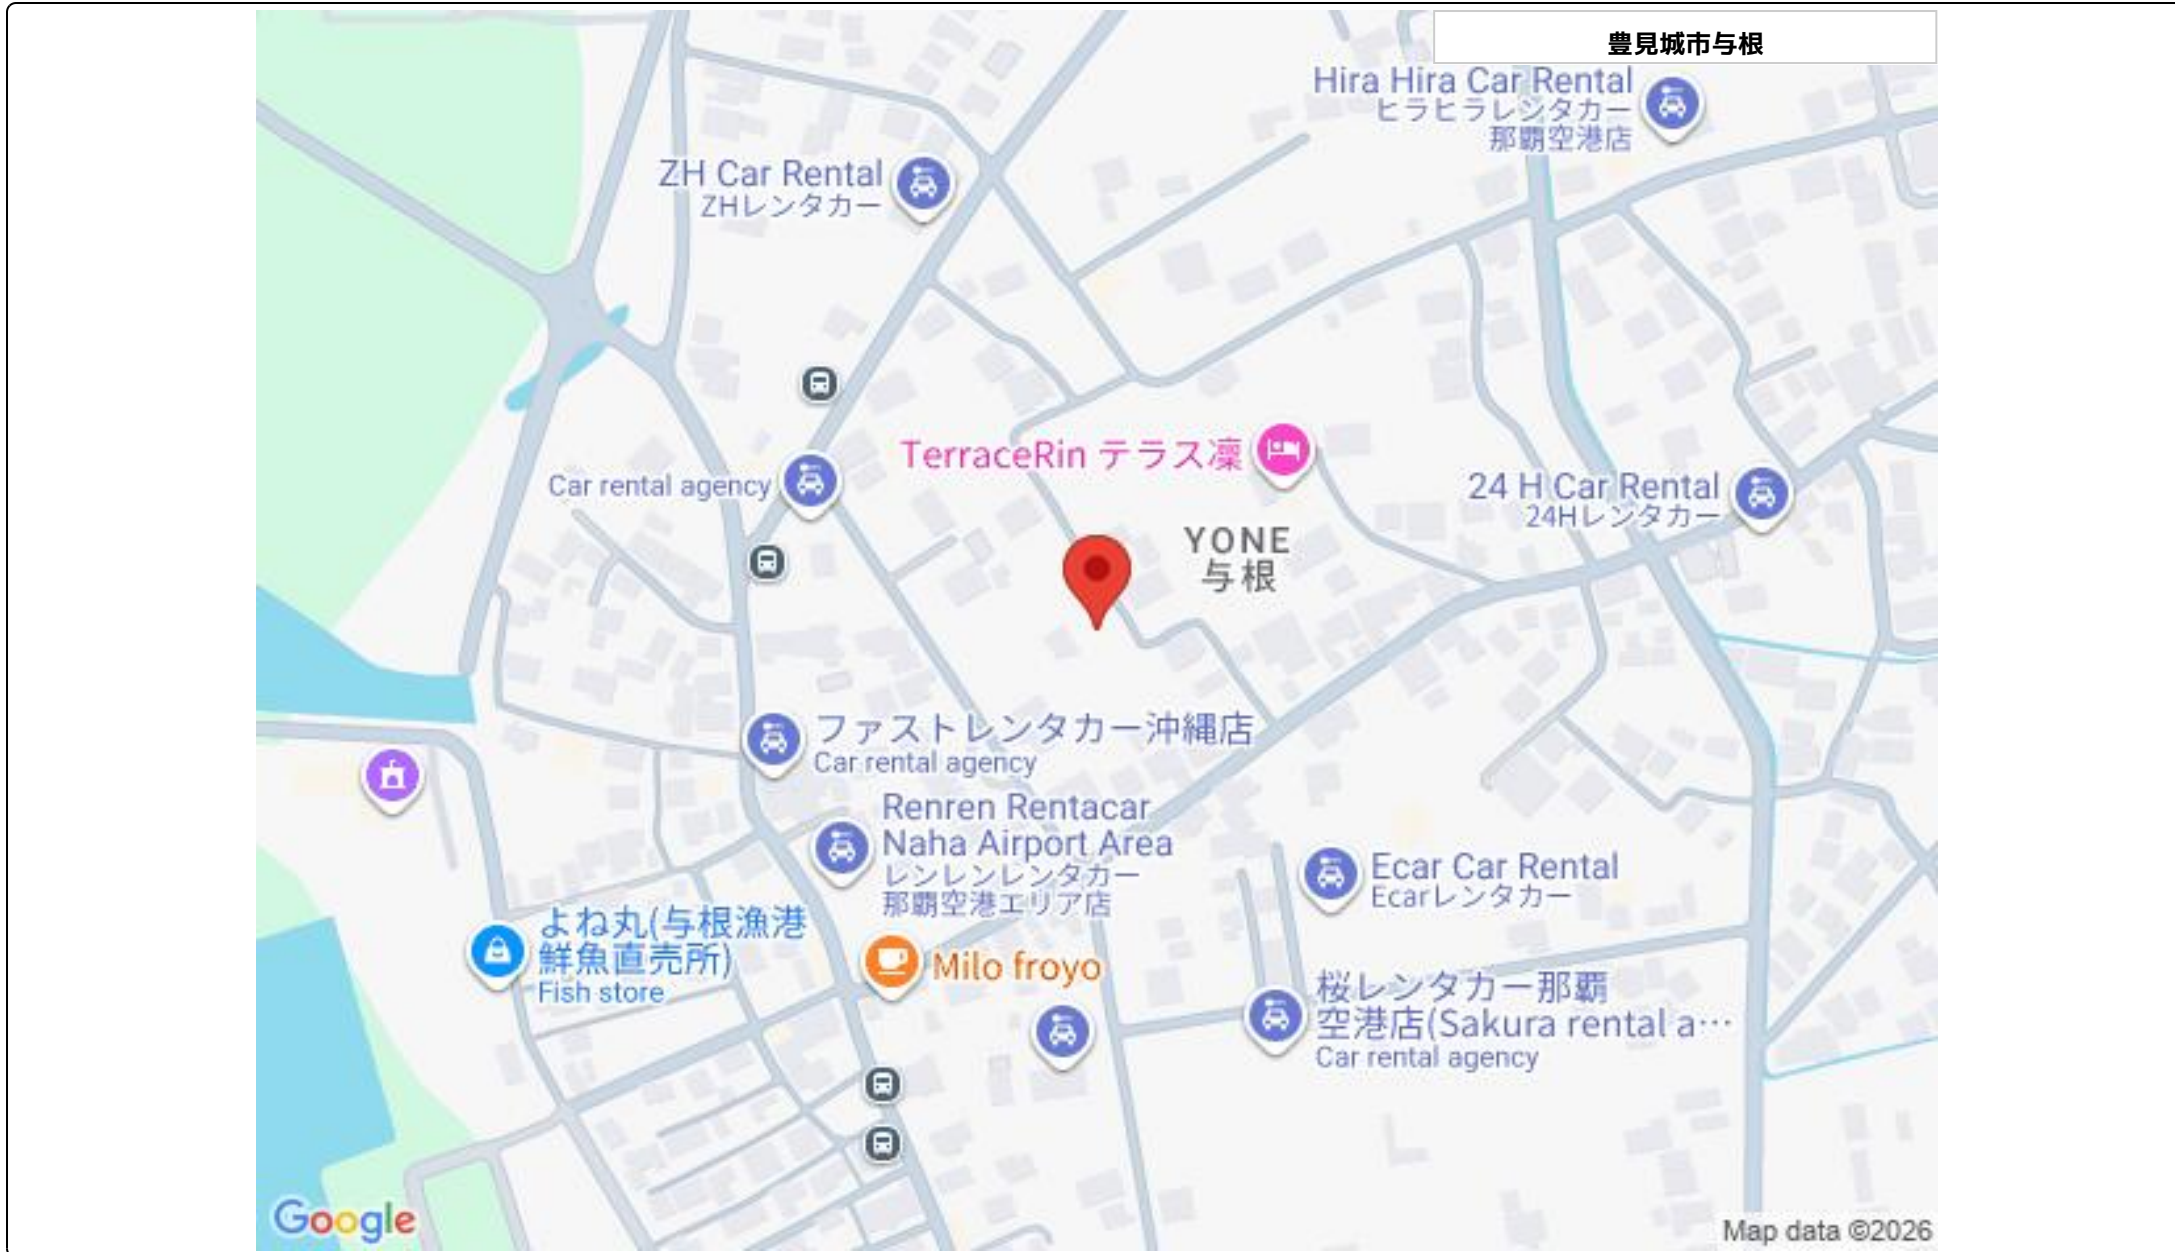 豊見城市与根
Hira Hira Car Rental
ヒラヒラレンタカー
那覇空港店
ZH Car Rental
ZHレンタカー
TerraceRin テラス凜
Car rental agency
24 H Car Rental
24Hレンタカー
YONE
与根
ファストレンタカー沖縄店
Car rental agency
Renren Rentacar
Naha Airport Area
レンレンレンタカー
那覇空港エリア店
Ecar Car Rental
Ecarレンタカー
よね丸(与根漁港
鮮魚直売所)
Fish store
Milo froyo
桜レンタカー那覇
空港店(Sakura rental a…
Car rental agency
Google
Map data ©2026